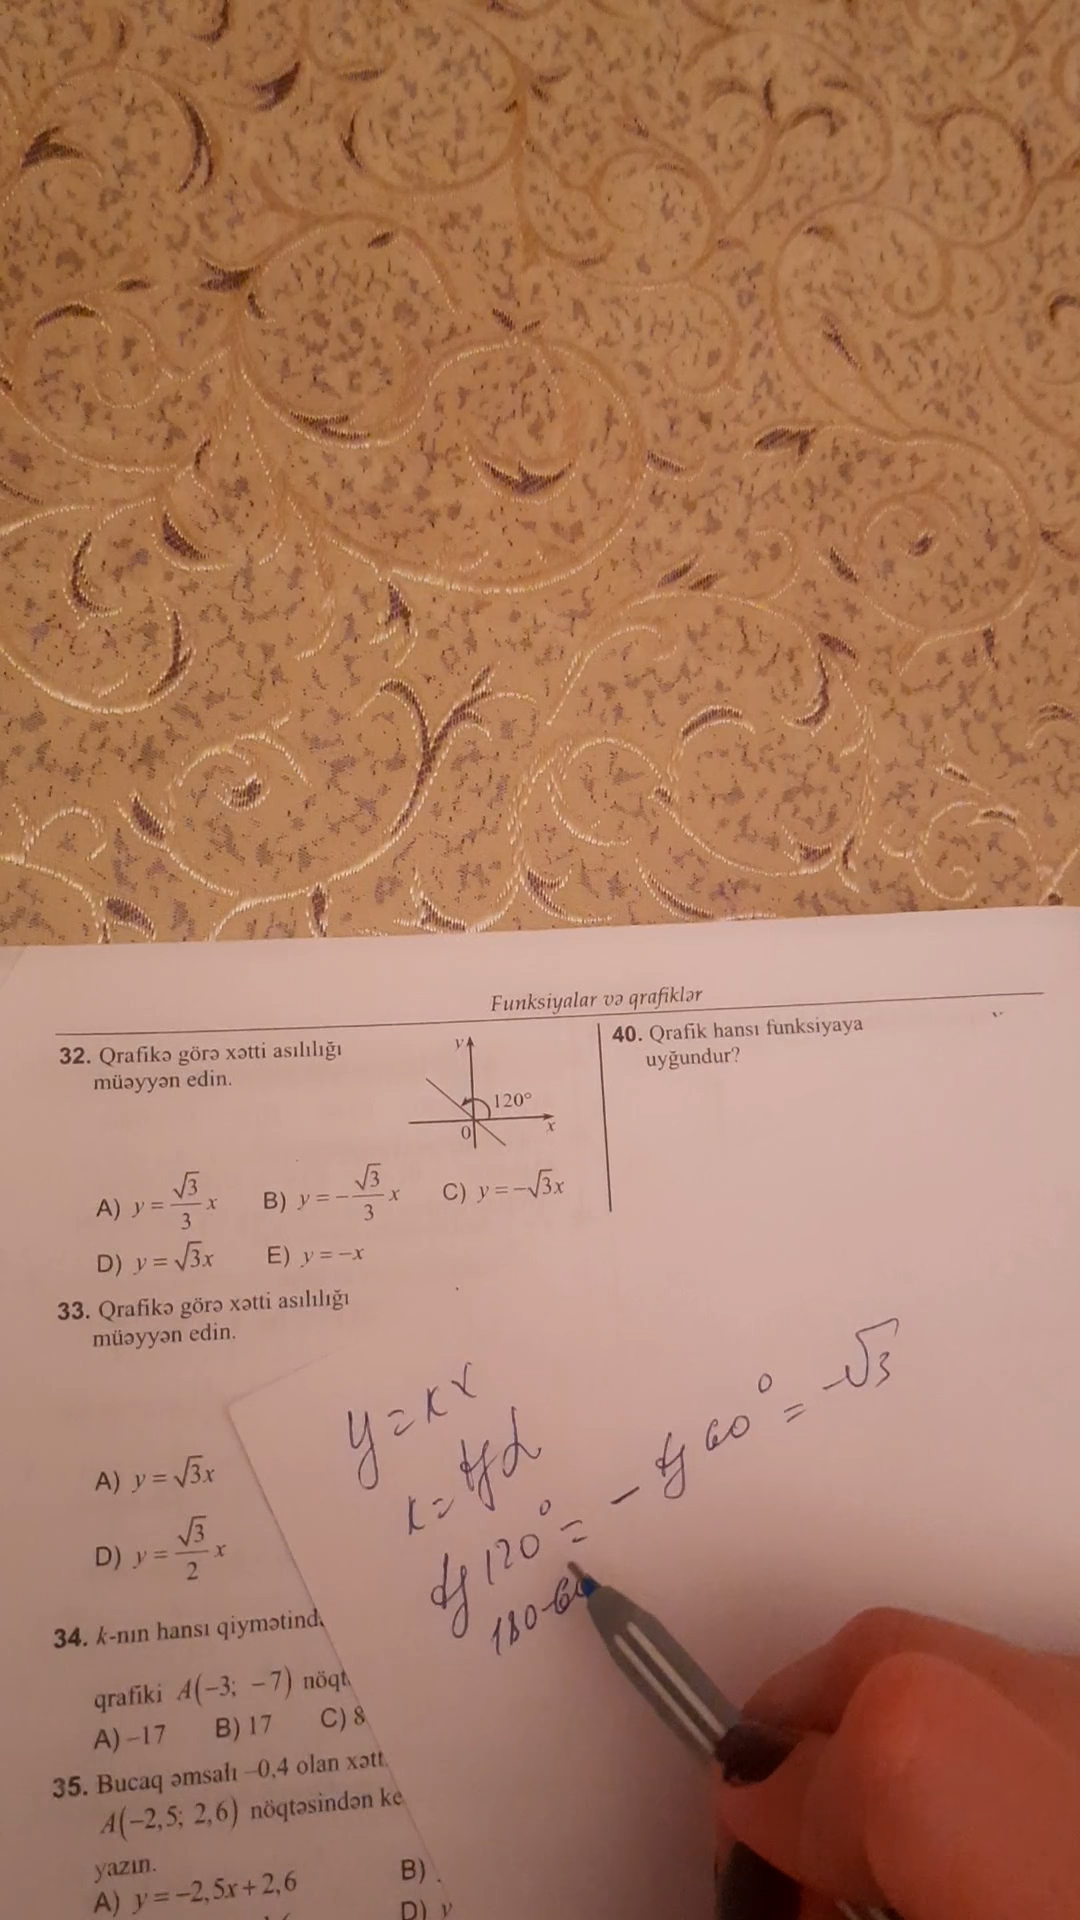 Funksiyalar və qrafiklər
32. Qrafikə görə xətti asılılığı
müəyyən edin.
y
120°
0
x
A) y = √3/3 x B) y = −√3/3 x C) y = −√3x
D) y = √3x E) y = −x
33. Qrafikə görə xətti asılılığı
müəyyən edin.
A) y = √3x
D) y = √3/2 x
34. k-nın hansı qiymətind
qrafiki A(−3; −7) nöqt
A) −17 B) 17 C) 8
35. Bucaq əmsalı −0,4 olan xətt
A(−2,5; 2,6) nöqtəsindən ke
yazın.
A) y = −2,5x + 2,6 B)
D) y
40. Qrafik hansı funksiyaya
uyğundur?
y = kx
k = tgα
tg 120° = − tg 60° = −√3
180-60